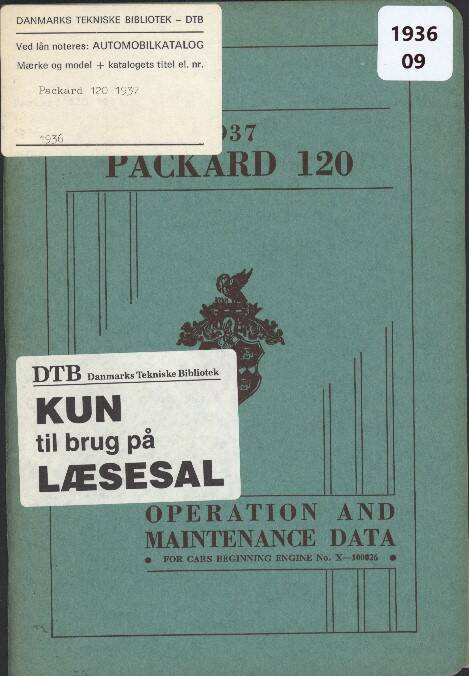 DANMARKS TEKNISKE BIBLIOTEK – DTB
Ved lån noteres: AUTOMOBILKATALOG
Mærke og model + katalogets titel el. nr.
Packard 120 1937
1936
1936
09
937
PACKARD 120
DTB Danmarks Tekniske Bibliotek
KUN
til brug på
LÆSESAL
OPERATION AND
MAINTENANCE DATA
• FOR CARS BEGINNING ENGINE No. X—100026 •